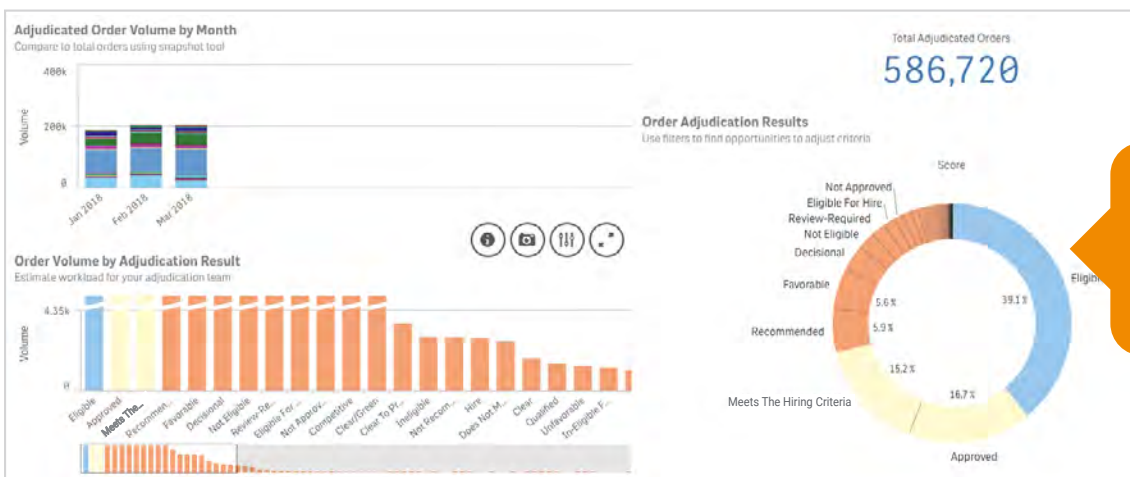 Adjudicated Order Volume by Month
Compare to total orders using snapshot tool
400k
200k
0
Volume
Jan 2018
Feb 2018
Mar 2018
Order Volume by Adjudication Result
Estimate workload for your adjudication team
4.35k
0
Volume
Eligible
Approved
Meets The...
Recommen...
Favorable
Decisional
Not Eligible
Review-Re...
Eligible For ...
Not Approv...
Competitive
Clear/Green
Clear To Pr...
Ineligible
Not Recom...
Hire
Does Not M...
Clear
Qualified
Unfavorable
In-Eligible F...
Total Adjudicated Orders
586,720
Order Adjudication Results
Use filters to find opportunities to adjust criteria
Score
Not Approved
Eligible For Hire
Review-Required
Not Eligible
Decisional
Favorable
Recommended
Meets The Hiring Criteria
Approved
5.6%
5.9%
15.2%
16.7%
39.1%